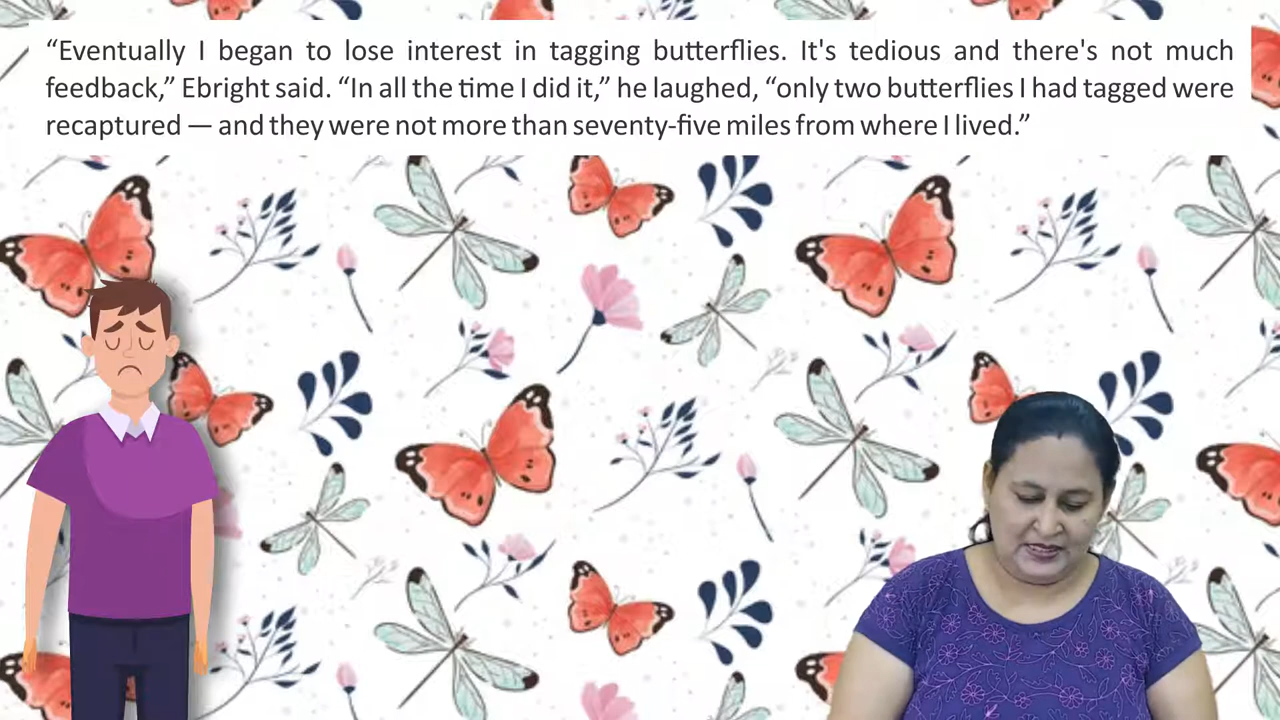 “Eventually I began to lose interest in tagging butterflies. It's tedious and there's not much
feedback,” Ebright said. “In all the time I did it,” he laughed, “only two butterflies I had tagged were
recaptured — and they were not more than seventy-five miles from where I lived.”